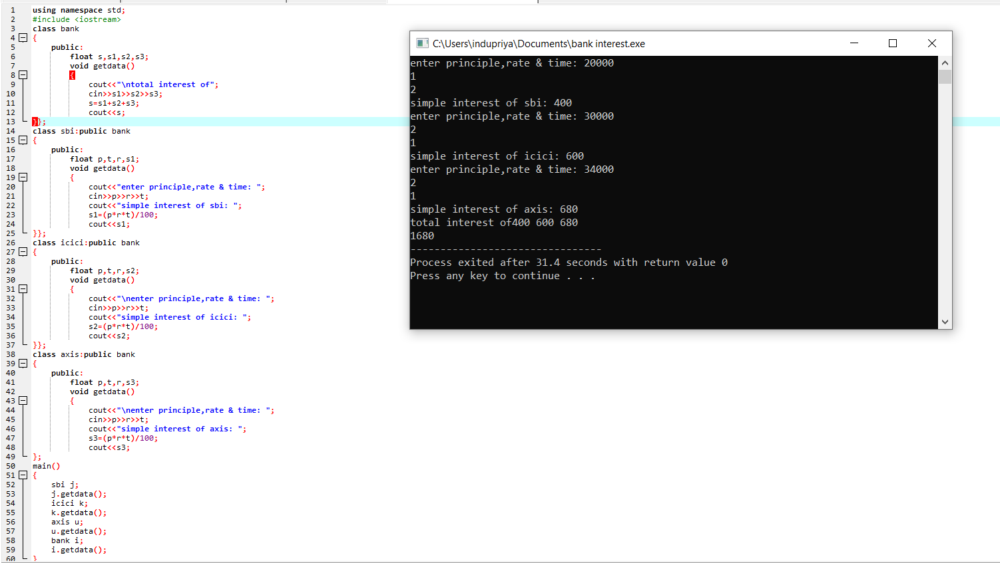 1 using namespace std;
2 #include <iostream>
3 class bank
4 {
5 public:
6 float s,s1,s2,s3;
7 void getdata()
8 {
9 cout<<"\ntotal interest of";
10 cin>>s1>>s2>>s3;
11 s=s1+s2+s3;
12 cout<<s;
13 }};
14 class sbi:public bank
15 {
16 public:
17 float p,t,r,s1;
18 void getdata()
19 {
20 cout<<"enter principle,rate & time: ";
21 cin>>p>>r>>t;
22 cout<<"simple interest of sbi: ";
23 s1=(p*r*t)/100;
24 cout<<s1;
25 }};
26 class icici:public bank
27 {
28 public:
29 float p,t,r,s2;
30 void getdata()
31 {
32 cout<<"\nenter principle,rate & time: ";
33 cin>>p>>r>>t;
34 cout<<"simple interest of icici: ";
35 s2=(p*r*t)/100;
36 cout<<s2;
37 }};
38 class axis:public bank
39 {
40 public:
41 float p,t,r,s3;
42 void getdata()
43 {
44 cout<<"\nenter principle,rate & time: ";
45 cin>>p>>r>>t;
46 cout<<"simple interest of axis: ";
47 s3=(p*r*t)/100;
48 cout<<s3;
49 };
50 main()
51 {
52 sbi j;
53 j.getdata();
54 icici k;
55 k.getdata();
56 axis u;
57 u.getdata();
58 bank i;
59 i.getdata();
60 }
C:\Users\indupriya\Documents\bank interest.exe
enter principle,rate & time: 20000
1
2
simple interest of sbi: 400
enter principle,rate & time: 30000
2
1
simple interest of icici: 600
enter principle,rate & time: 34000
2
1
simple interest of axis: 680
total interest of400 600 680
1680
--------------------------------
Process exited after 31.4 seconds with return value 0
Press any key to continue . . .